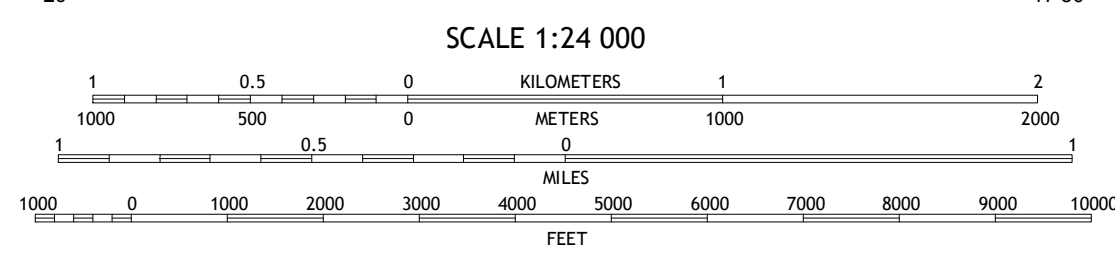 SCALE 1:24 000
1 0.5 0 KILOMETERS 1 2
1000 500 0 METERS 1000 2000
1 0.5 0 1
MILES
1000 0 1000 2000 3000 4000 5000 6000 7000 8000 9000 10000
FEET